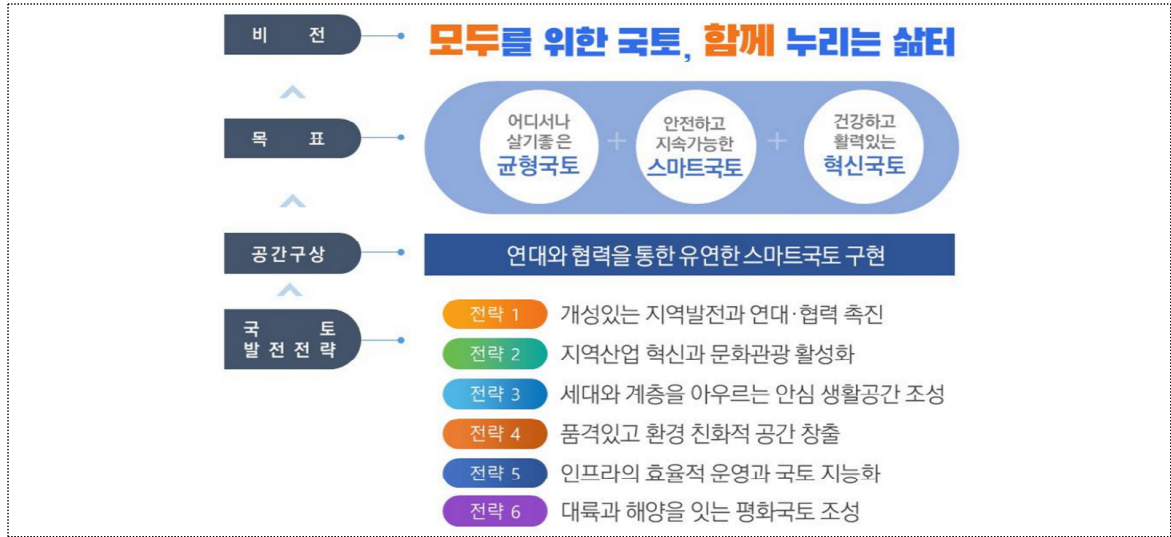 비 전
모두를 위한 국토, 함께 누리는 삶터
목 표
어디서나
살기좋은
균형국토
+
안전하고
지속가능한
스마트국토
+
건강하고
활력있는
혁신국토
공간구상
연대와 협력을 통한 유연한 스마트국토 구현
국 토
발전전략
전략 1 개성있는 지역발전과 연대·협력 촉진
전략 2 지역산업 혁신과 문화관광 활성화
전략 3 세대와 계층을 아우르는 안심 생활공간 조성
전략 4 품격있고 환경 친화적 공간 창출
전략 5 인프라의 효율적 운영과 국토 지능화
전략 6 대륙과 해양을 잇는 평화국토 조성